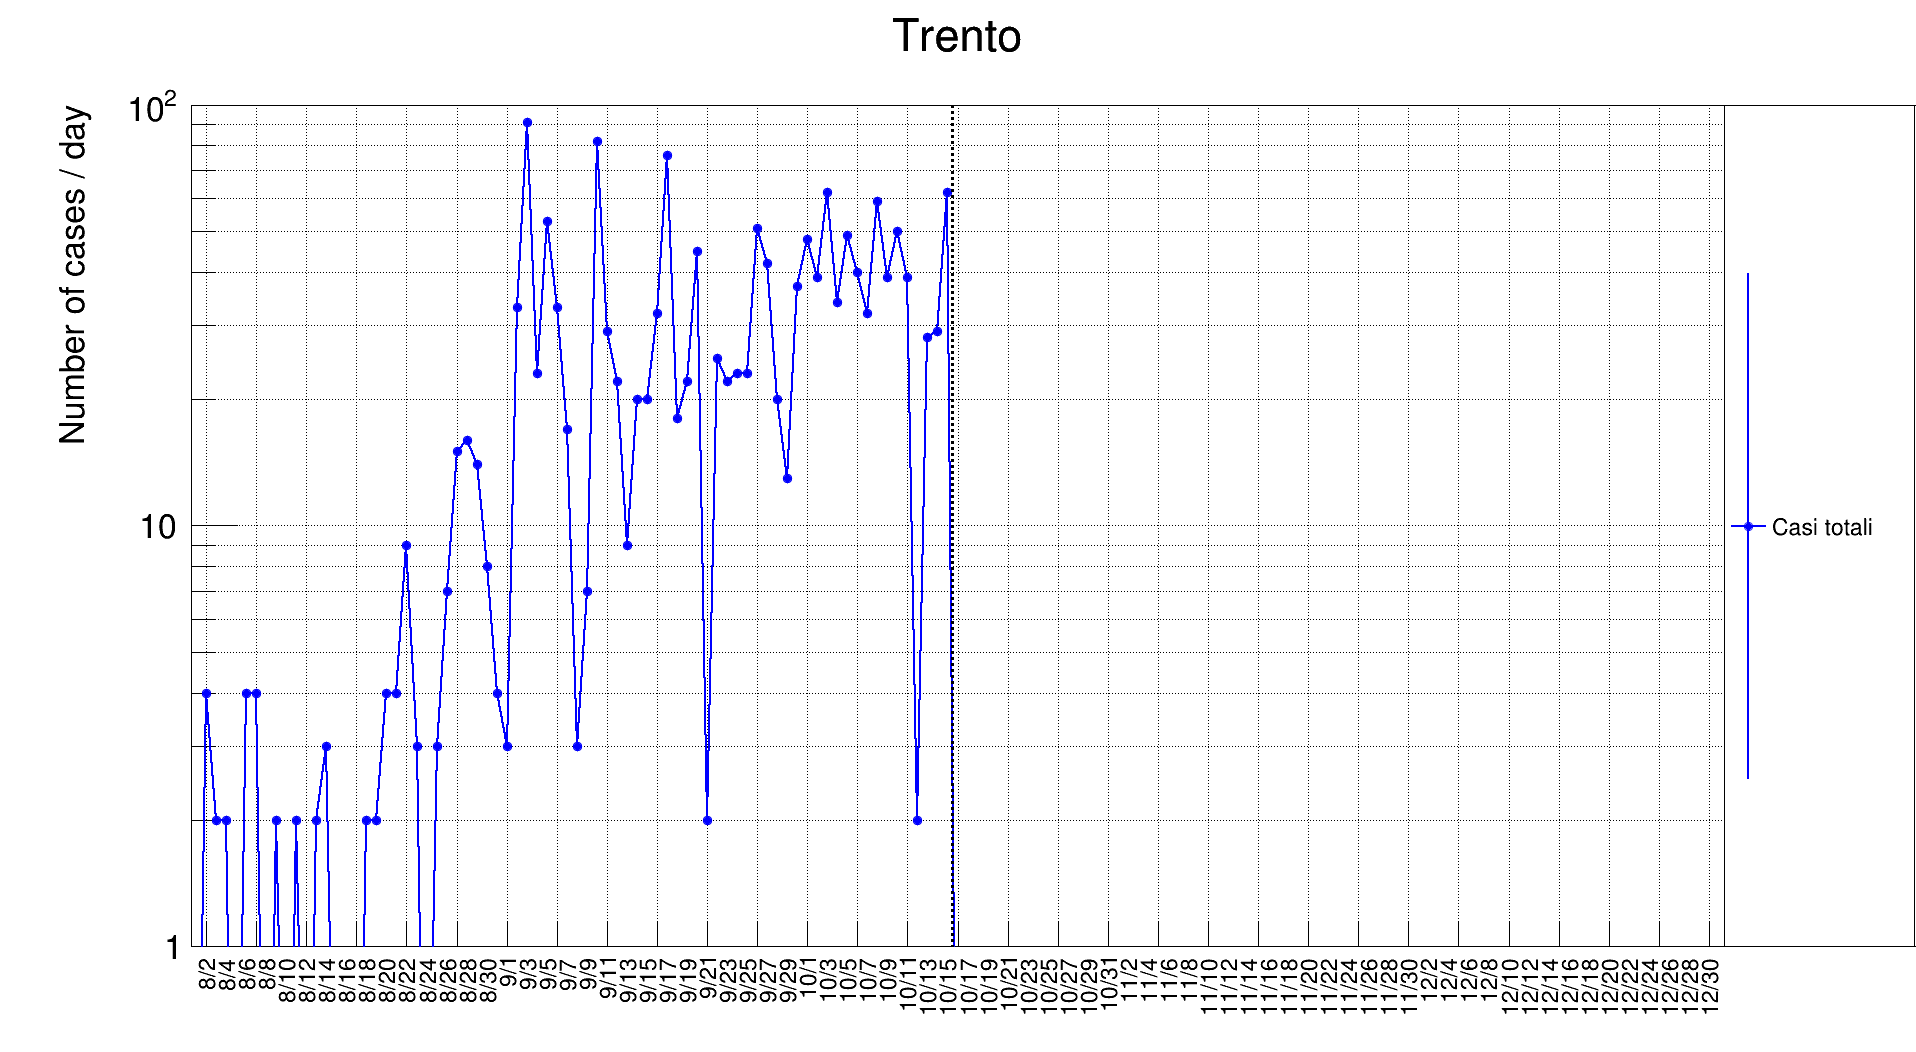 Trento
Number of cases / day
10²
10
1
Casi totali
8/2 8/4 8/6 8/8 8/10 8/12 8/14 8/16 8/18 8/20 8/22 8/24 8/26 8/28 8/30 9/1 9/3 9/5 9/7 9/9 9/11 9/13 9/15 9/17 9/19 9/21 9/23 9/25 9/27 9/29 10/1 10/3 10/5 10/7 10/9 10/11 10/13 10/15 10/17 10/19 10/21 10/23 10/25 10/27 10/29 10/31 11/2 11/4 11/6 11/8 11/10 11/12 11/14 11/16 11/18 11/20 11/22 11/24 11/26 11/28 11/30 12/2 12/4 12/6 12/8 12/10 12/12 12/14 12/16 12/18 12/20 12/22 12/24 12/26 12/28 12/30